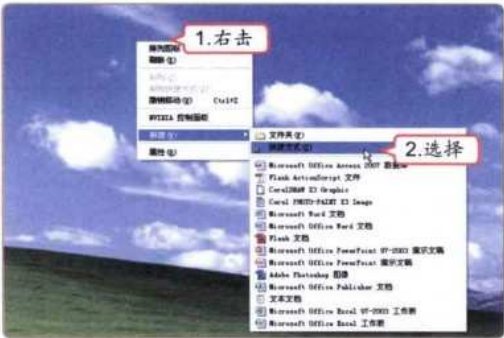 1.右击
排列图标
刷新(E)
撤销移动(U) Ctrl+Z
NVIDIA 控制面板
新建(W)
属性(R)
文件夹(F)
快捷方式(S)
2.选择
Microsoft Office Access 2007 数据库
Flash ActionScript 文件
CorelDRAW X3 Graphic
Corel PHOTO-PAINT X3 Image
Microsoft Word 文档
Microsoft Office Word 文档
Flash 文档
Microsoft Office PowerPoint 97-2003 演示文稿
Microsoft Office PowerPoint 演示文稿
Adobe Photoshop 图像
Microsoft Office Publisher 文档
文本文档
Microsoft Office Excel 97-2003 工作表
Microsoft Office Excel 工作表